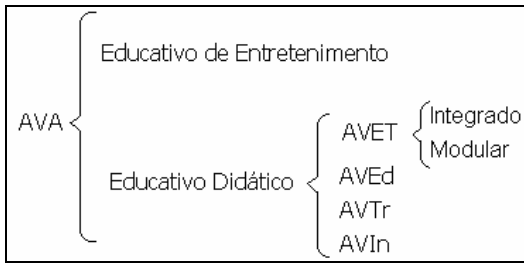 Educativo de Entretenimento
AVA
Educativo Didático
AVET
Integrado
Modular
AVEd
AVTr
AVIn